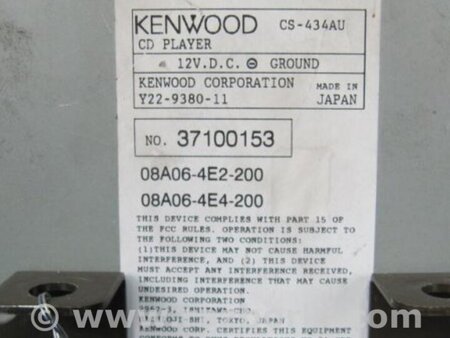 KENWOOD CS-434AU
CD PLAYER
12V.D.C. ⊖ GROUND
KENWOOD CORPORATION MADE IN
Y22-9380-11 JAPAN
NO. 37100153
08A06-4E2-200
08A06-4E4-200
THIS DEVICE COMPLIES WITH PART 15 OF
THE FCC RULES. OPERATION IS SUBJECT TO
THE FOLLOWING TWO CONDITIONS:
(1)THIS DEVICE MAY NOT CAUSE HARMFUL
INTERFERENCE, AND (2) THIS DEVICE
MUST ACCEPT ANY INTERFERENCE RECEIVED,
INCLUDING INTERFERENCE THAT MAY CAUSE
UNDESIRED OPERATION.
KENWOOD CORPORATION
TOKYO, JAPAN
KENWOOD CORP. CERTIFIES THIS EQUIPMENT